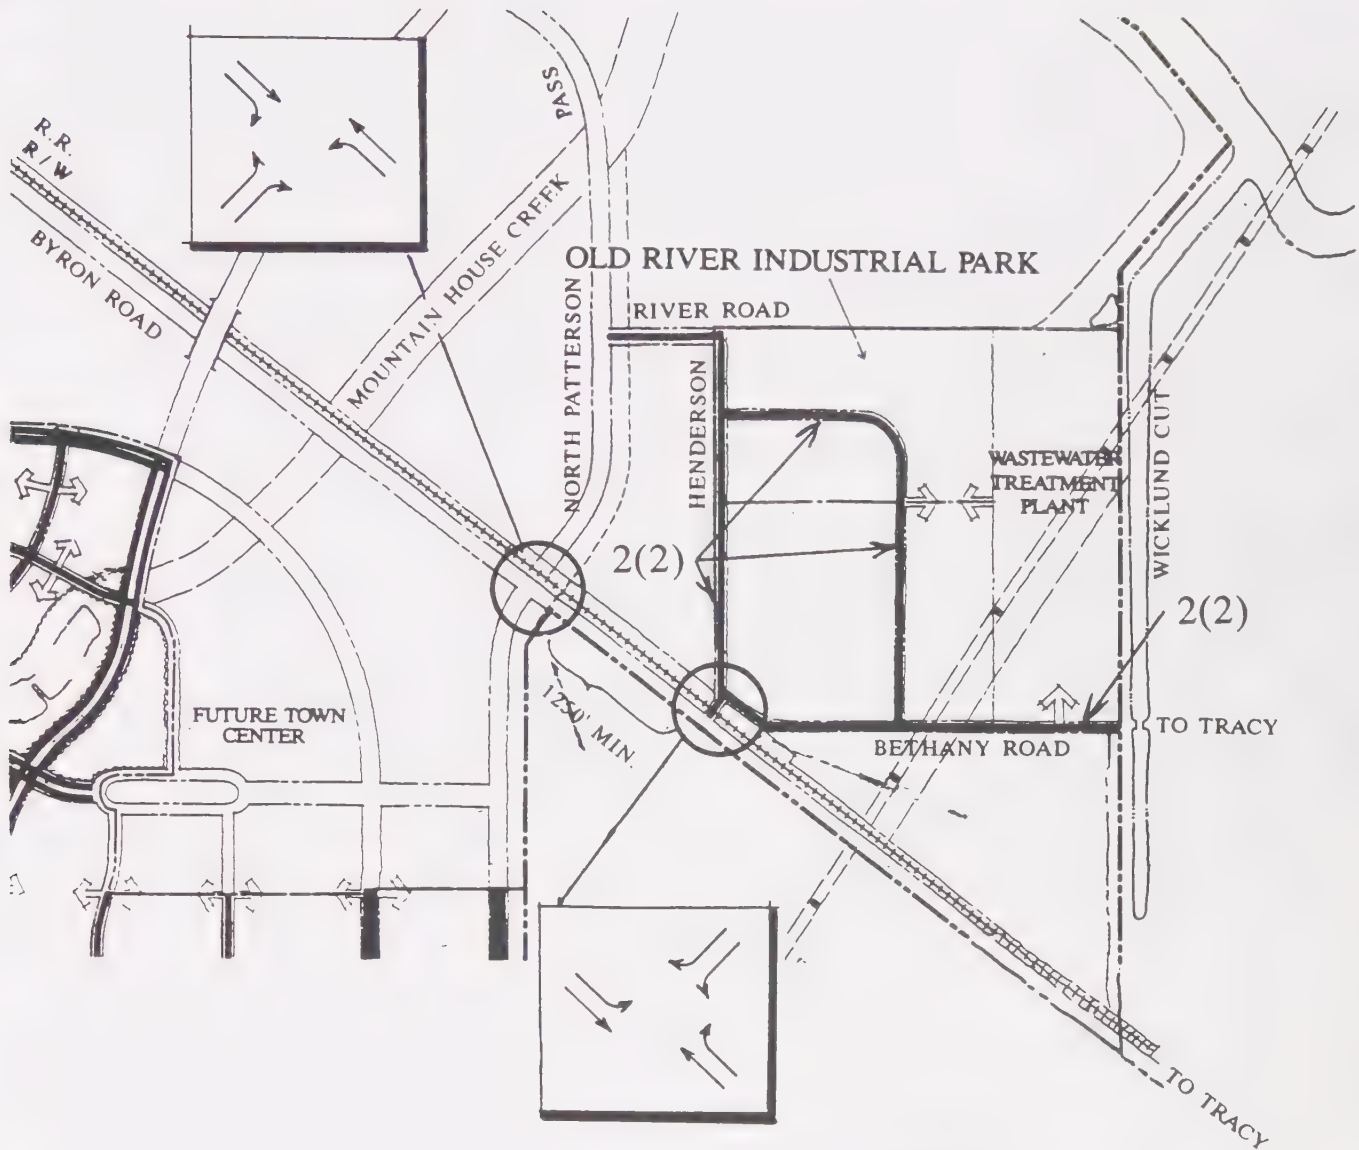 R.R.
R/W
BYRON ROAD
MOUNTAIN HOUSE CREEK
PASS
NORTH PATTERSON
OLD RIVER INDUSTRIAL PARK
RIVER ROAD
HENDERSON
WASTEWATER
TREATMENT
PLANT
WICKLUND CUT
2(2)
2(2)
1250' MIN.
FUTURE TOWN
CENTER
BETHANY ROAD
TO TRACY
TO TRACY